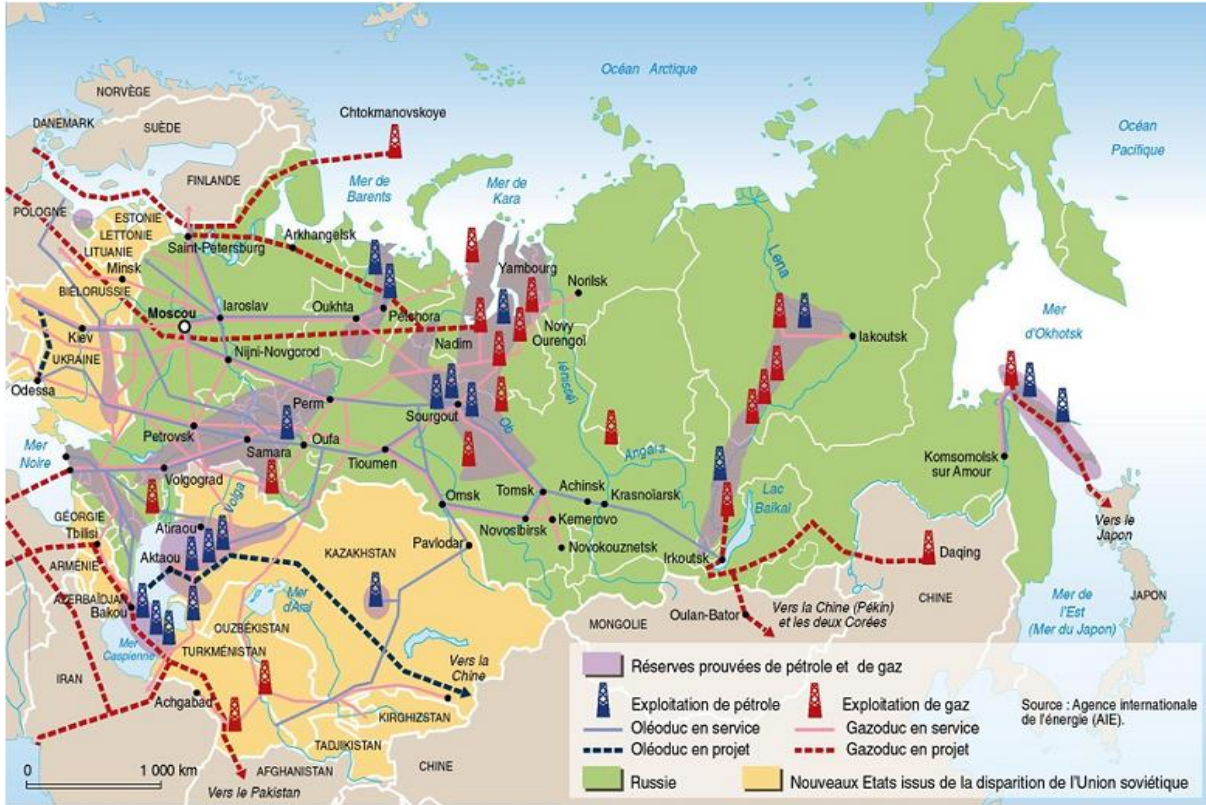 Océan Arctique
NORVÈGE
Chtokmanovskoye
DANEMARK
SUÈDE
Océan
Pacifique
FINLANDE
Mer de
Barents
Mer de
Kara
POLOGNE
ESTONIE
LETTONIE
LITUANIE
Saint-Petersburg
Arkhangelsk
Lena
Minsk
BIÉLORUSSIE
Yambourg
Norilsk
Iaroslav
Oukhta
Moscou
Petchora
Mer
d'Okhotsk
Kiev
Nadim
Novy
Ourengoï
Iakoutsk
UKRAINE
Nijni-Novgorod
Iénisséi
Odessa
Perm
Sourgout
Ob
Petrovsk
Oufa
Mer
Noire
Samara
Tioumen
Angara
Komsomolsk
sur Amour
Volgograd
Volga
Omsk
Tomsk
Achinsk
Krasnoïarsk
Lac
Baïkal
GÉORGIE
Tbilisi
Atiraou
Novosibirsk
Kemerovo
Vers le
Japon
Aktaou
KAZAKHSTAN
Pavlodar
Novokouznetsk
Irkoutsk
Daqing
ARMÉNIE
AZERBAÏDJAN
Bakou
Mer
d'Aral
Oulan-Bator
Vers la Chine (Pékin)
et les deux Corées
CHINE
Mer de
l'Est
(Mer du Japon)
JAPON
OUZBÉKISTAN
MONGOLIE
Mer
Caspienne
TURKMÉNISTAN
Vers la
Chine
IRAN
Achgabad
KIRGHIZSTAN
TADJIKISTAN
CHINE
AFGHANISTAN
0 1 000 km
Vers le Pakistan
Réserves prouvées de pétrole et de gaz
Exploitation de pétrole
Exploitation de gaz
Source : Agence internationale
de l'énergie (AIE).
Oléoduc en service
Gazoduc en service
Oléoduc en projet
Gazoduc en projet
Russie
Nouveaux Etats issus de la disparition de l'Union soviétique